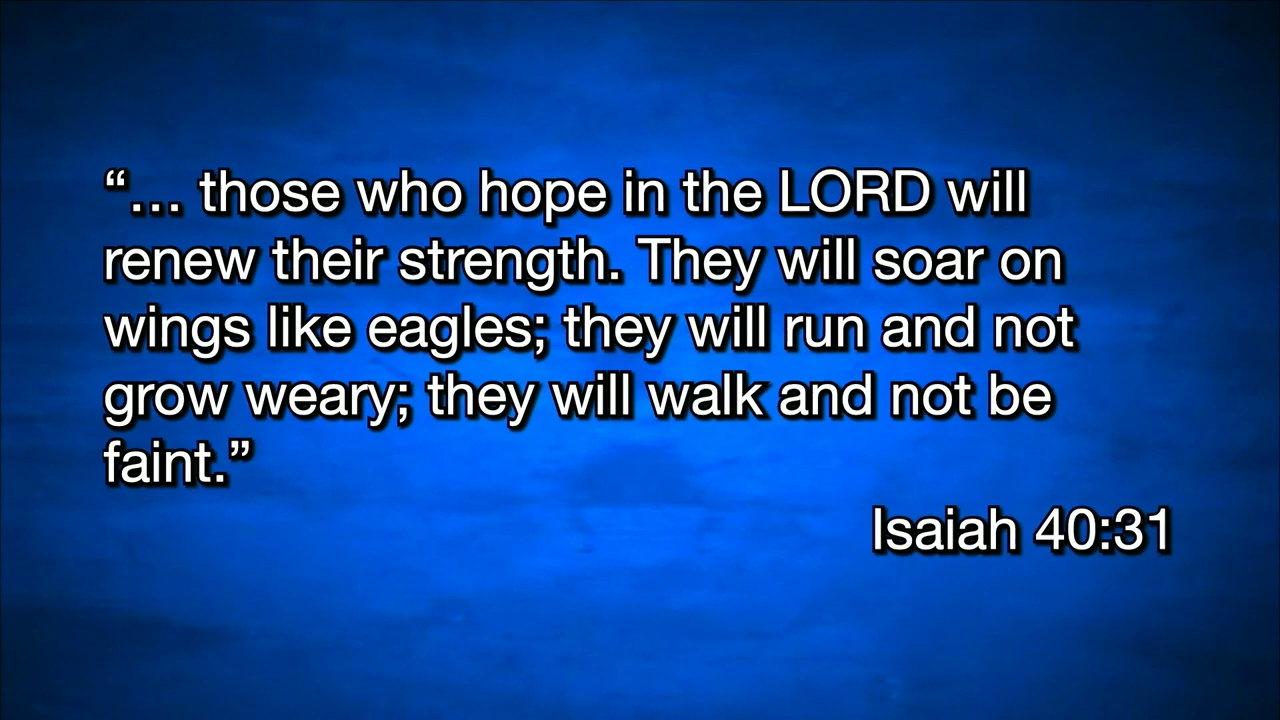 “… those who hope in the LORD will
renew their strength. They will soar on
wings like eagles; they will run and not
grow weary; they will walk and not be
faint.”
Isaiah 40:31